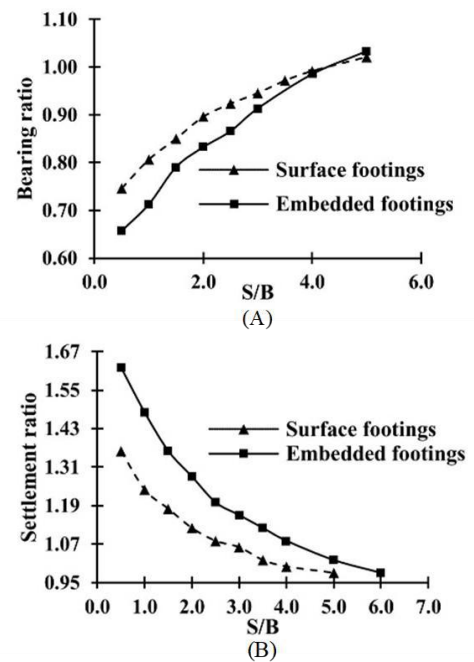 1.10
1.00
0.90
0.80
0.70
0.60
Bearing ratio
Surface footings
Embedded footings
0.0 2.0 4.0 6.0
S/B
(A)
1.67
1.55
1.43
1.31
1.19
1.07
0.95
Settlement ratio
Surface footings
Embedded footings
0.0 1.0 2.0 3.0 4.0 5.0 6.0 7.0
S/B
(B)